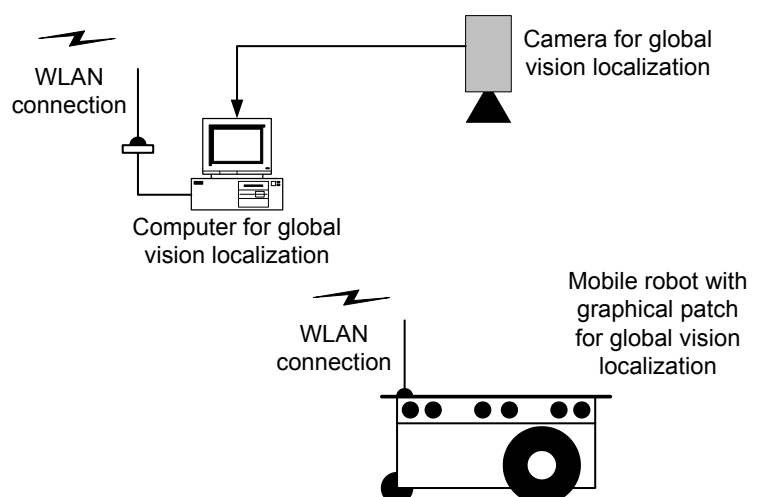 Camera for global
vision localization
WLAN
connection
Computer for global
vision localization
Mobile robot with
graphical patch
for global vision
localization
WLAN
connection